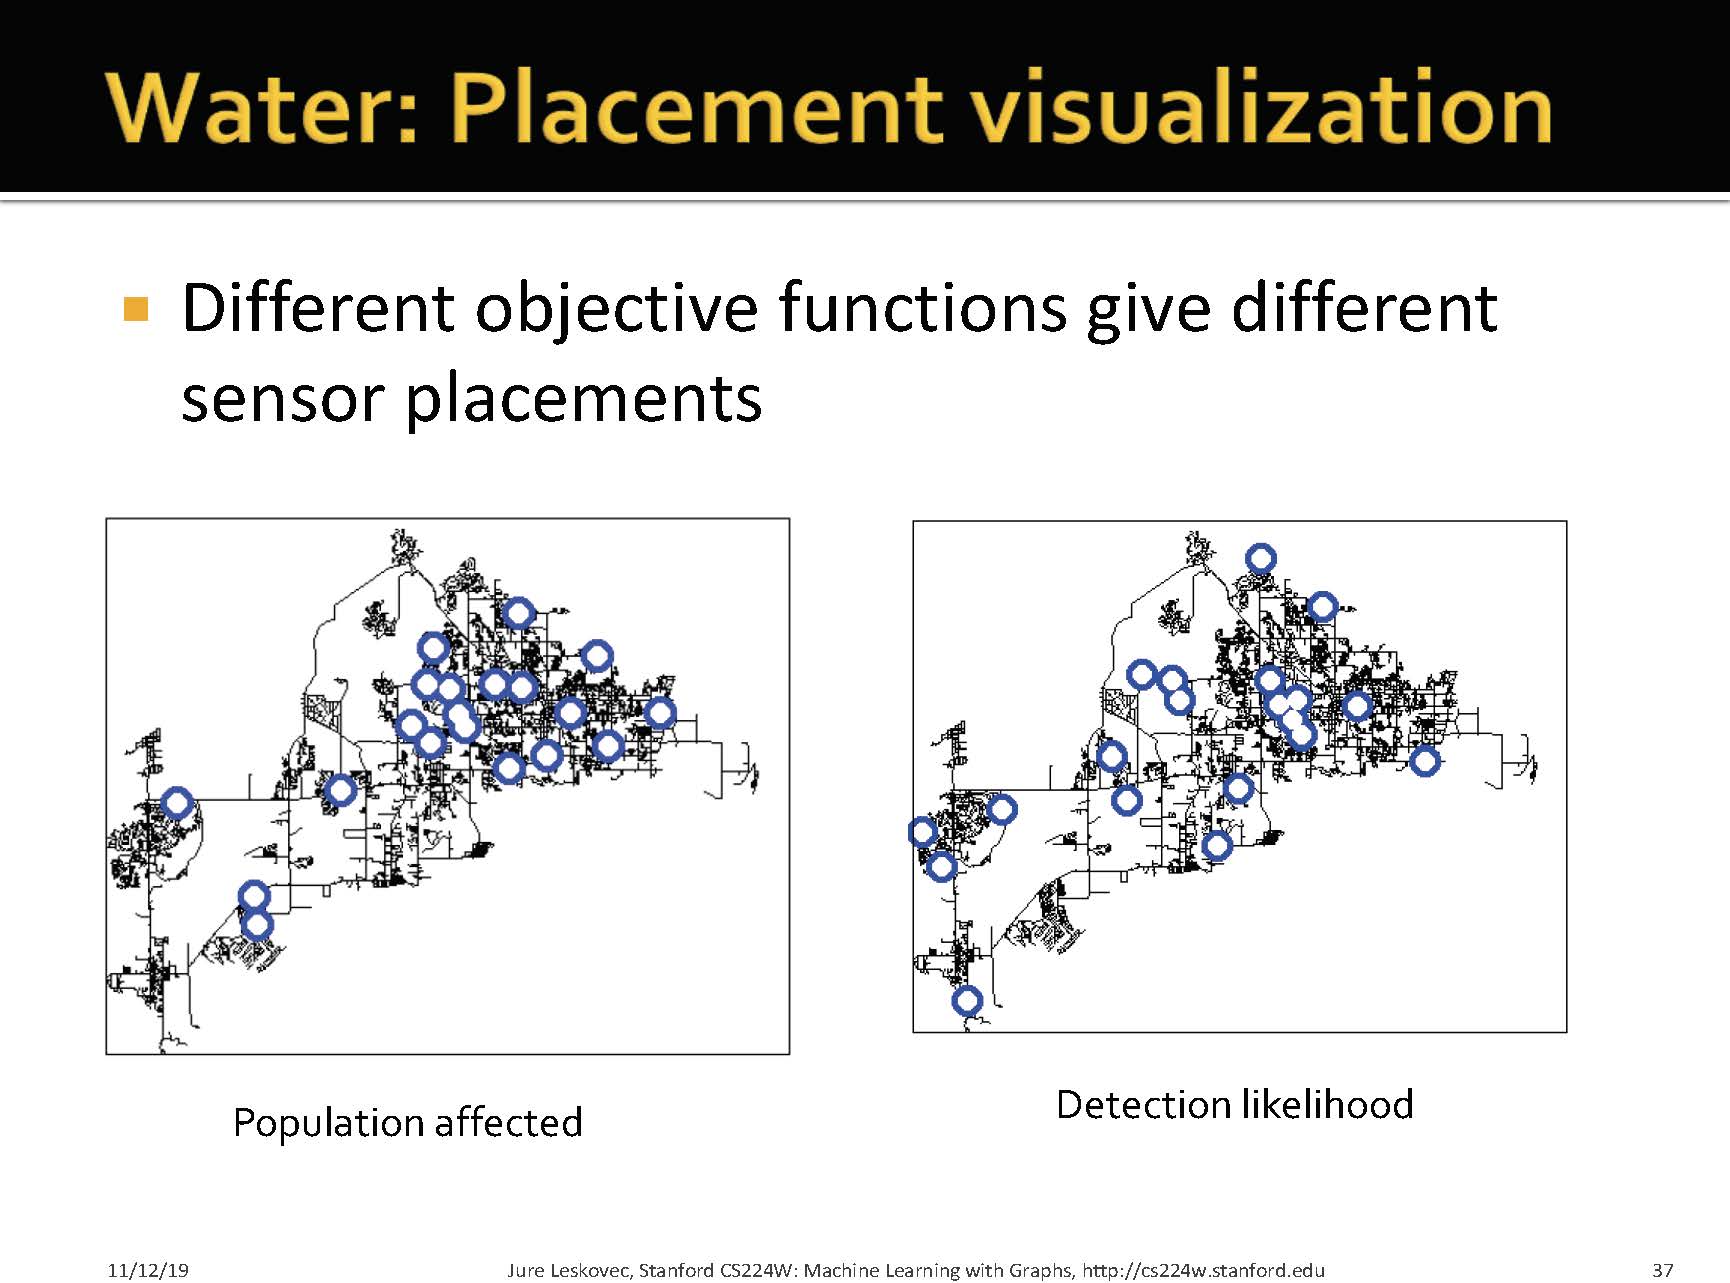 Water: Placement visualization
Different objective functions give different
sensor placements
Population affected
Detection likelihood
11/12/19
Jure Leskovec, Stanford CS224W: Machine Learning with Graphs, http://cs224w.stanford.edu
37